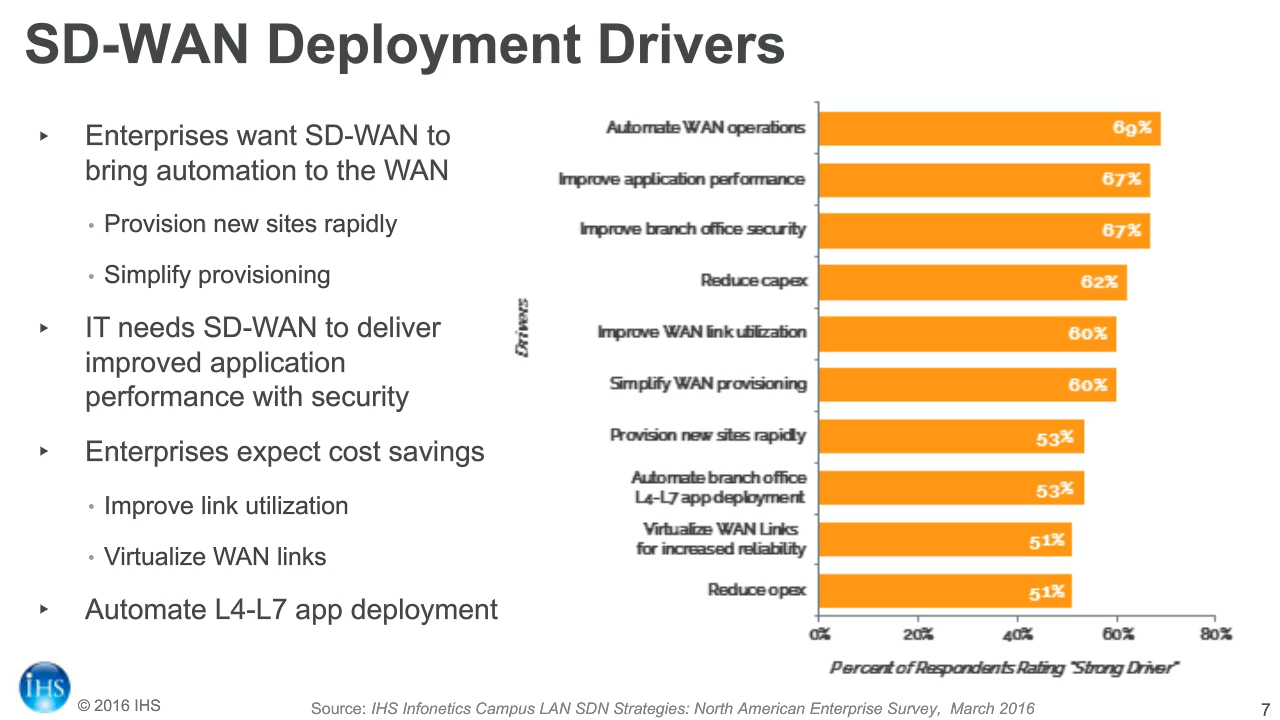 SD-WAN Deployment Drivers
Enterprises want SD-WAN to
bring automation to the WAN
Provision new sites rapidly
Simplify provisioning
IT needs SD-WAN to deliver
improved application
performance with security
Enterprises expect cost savings
Improve link utilization
Virtualize WAN links
Automate L4-L7 app deployment
Drivers
Automate WAN operations 69%
Improve application performance 67%
Improve branch office security 67%
Reduce capex 62%
Improve WAN link utilization 60%
Simplify WAN provisioning 60%
Provision new sites rapidly 53%
Automate branch office
L4-L7 app deployment 53%
Virtualize WAN Links
for increased reliability 51%
Reduce opex 51%
0% 20% 40% 60% 80%
Percent of Respondents Rating "Strong Driver"
IHS
© 2016 IHS
Source: IHS Infonetics Campus LAN SDN Strategies: North American Enterprise Survey, March 2016
7